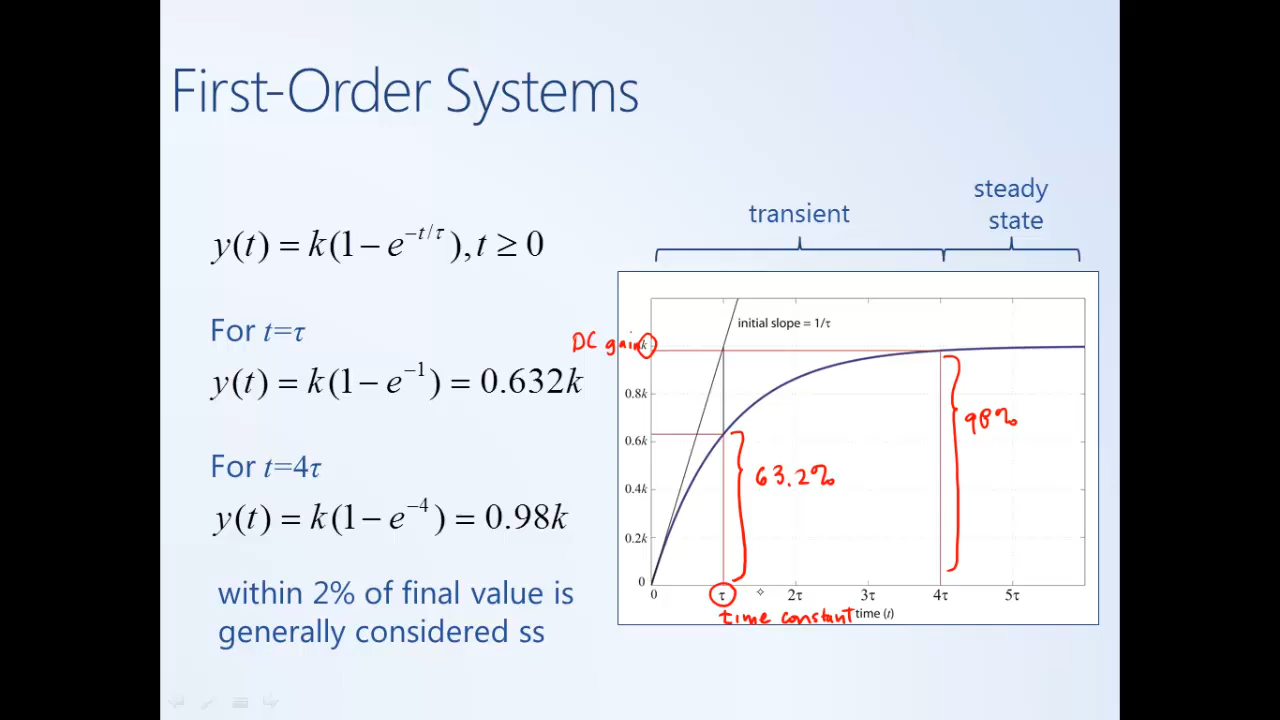 First-Order Systems
y(t) = k(1 − e^{−t/τ}), t ≥ 0
For t=τ
y(t) = k(1 − e^{−1}) = 0.632k
For t=4τ
y(t) = k(1 − e^{−4}) = 0.98k
within 2% of final value is
generally considered ss
transient
steady
state
initial slope = 1/τ
DC gain k
0.8k
0.6k
0.4k
0.2k
0
98%
63.2%
0 τ 2τ 3τ 4τ 5τ
time constant time (t)